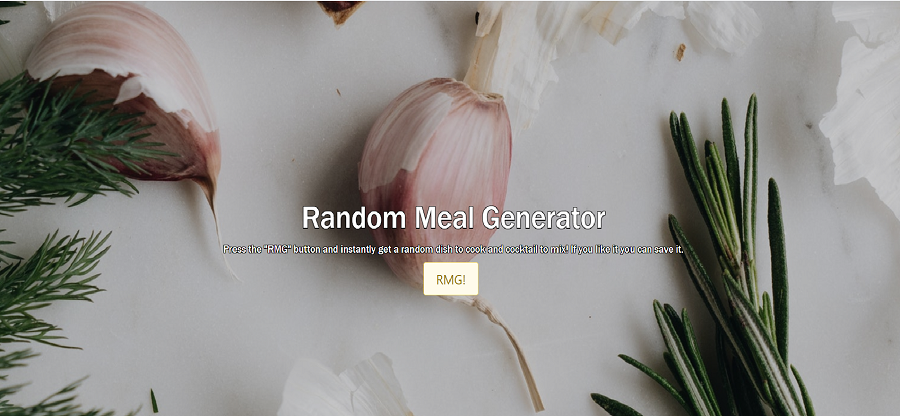 Random Meal Generator
Press the "RMG" button and instantly get a random dish to cook and cocktail to mix! If you like it you can save it.
RMG!